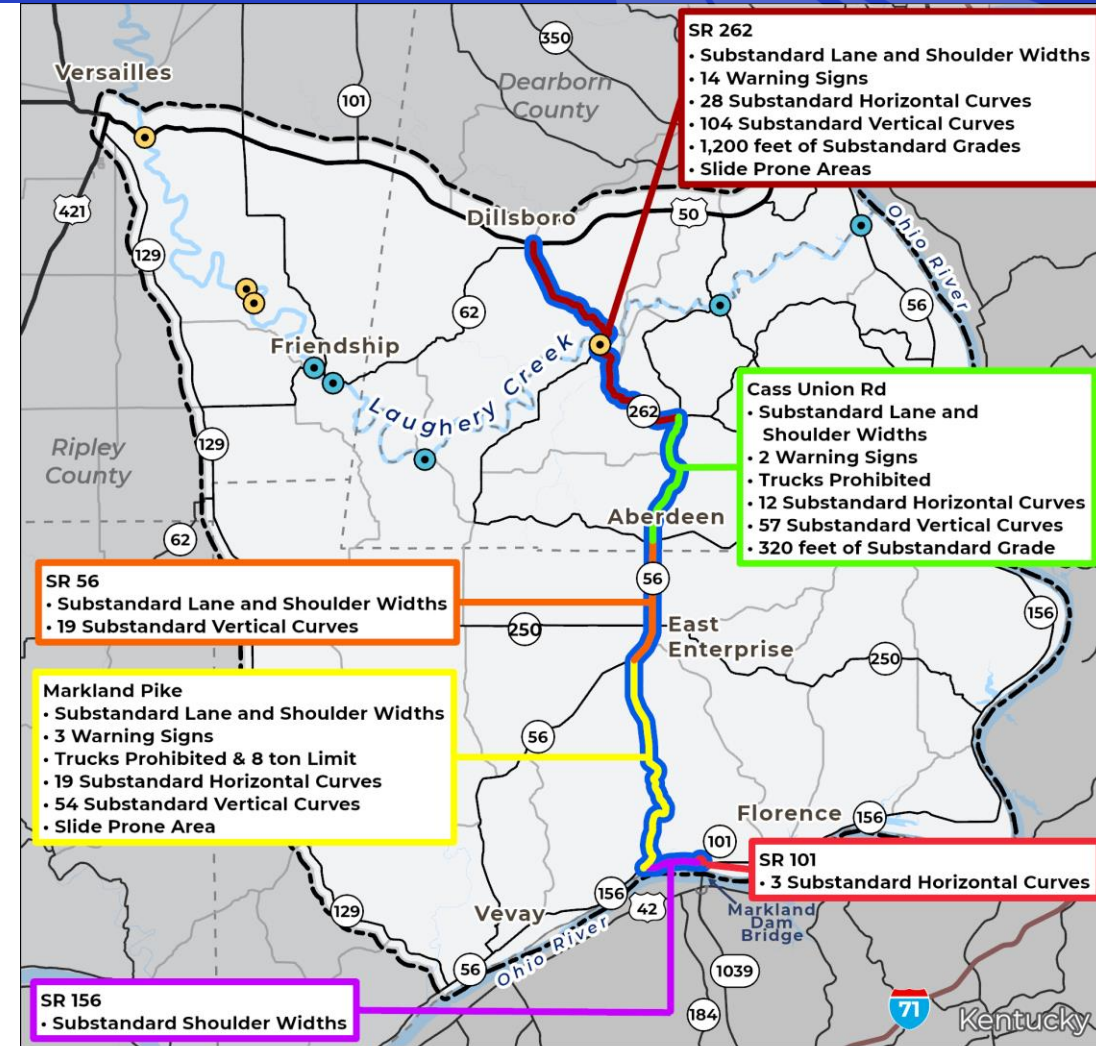 SR 262
• Substandard Lane and Shoulder Widths
• 14 Warning Signs
• 28 Substandard Horizontal Curves
• 104 Substandard Vertical Curves
• 1,200 feet of Substandard Grades
• Slide Prone Areas
350
Versailles
Dearborn
County
101
421
Dillsboro
50
Ohio River
129
62
56
Friendship
Laughery Creek
262
Cass Union Rd
• Substandard Lane and
Shoulder Widths
• 2 Warning Signs
• Trucks Prohibited
• 12 Substandard Horizontal Curves
• 57 Substandard Vertical Curves
• 320 feet of Substandard Grade
Ripley
County
129
62
Aberdeen
SR 56
• Substandard Lane and Shoulder Widths
• 19 Substandard Vertical Curves
56
156
250
East
Enterprise
250
Markland Pike
• Substandard Lane and Shoulder Widths
• 3 Warning Signs
• Trucks Prohibited & 8 ton Limit
• 19 Substandard Horizontal Curves
• 54 Substandard Vertical Curves
• Slide Prone Area
56
Florence
156
101
SR 101
• 3 Substandard Horizontal Curves
129
Vevay
156
42
Markland
Dam
Bridge
56
Ohio River
1039
SR 156
• Substandard Shoulder Widths
184
71
Kentucky